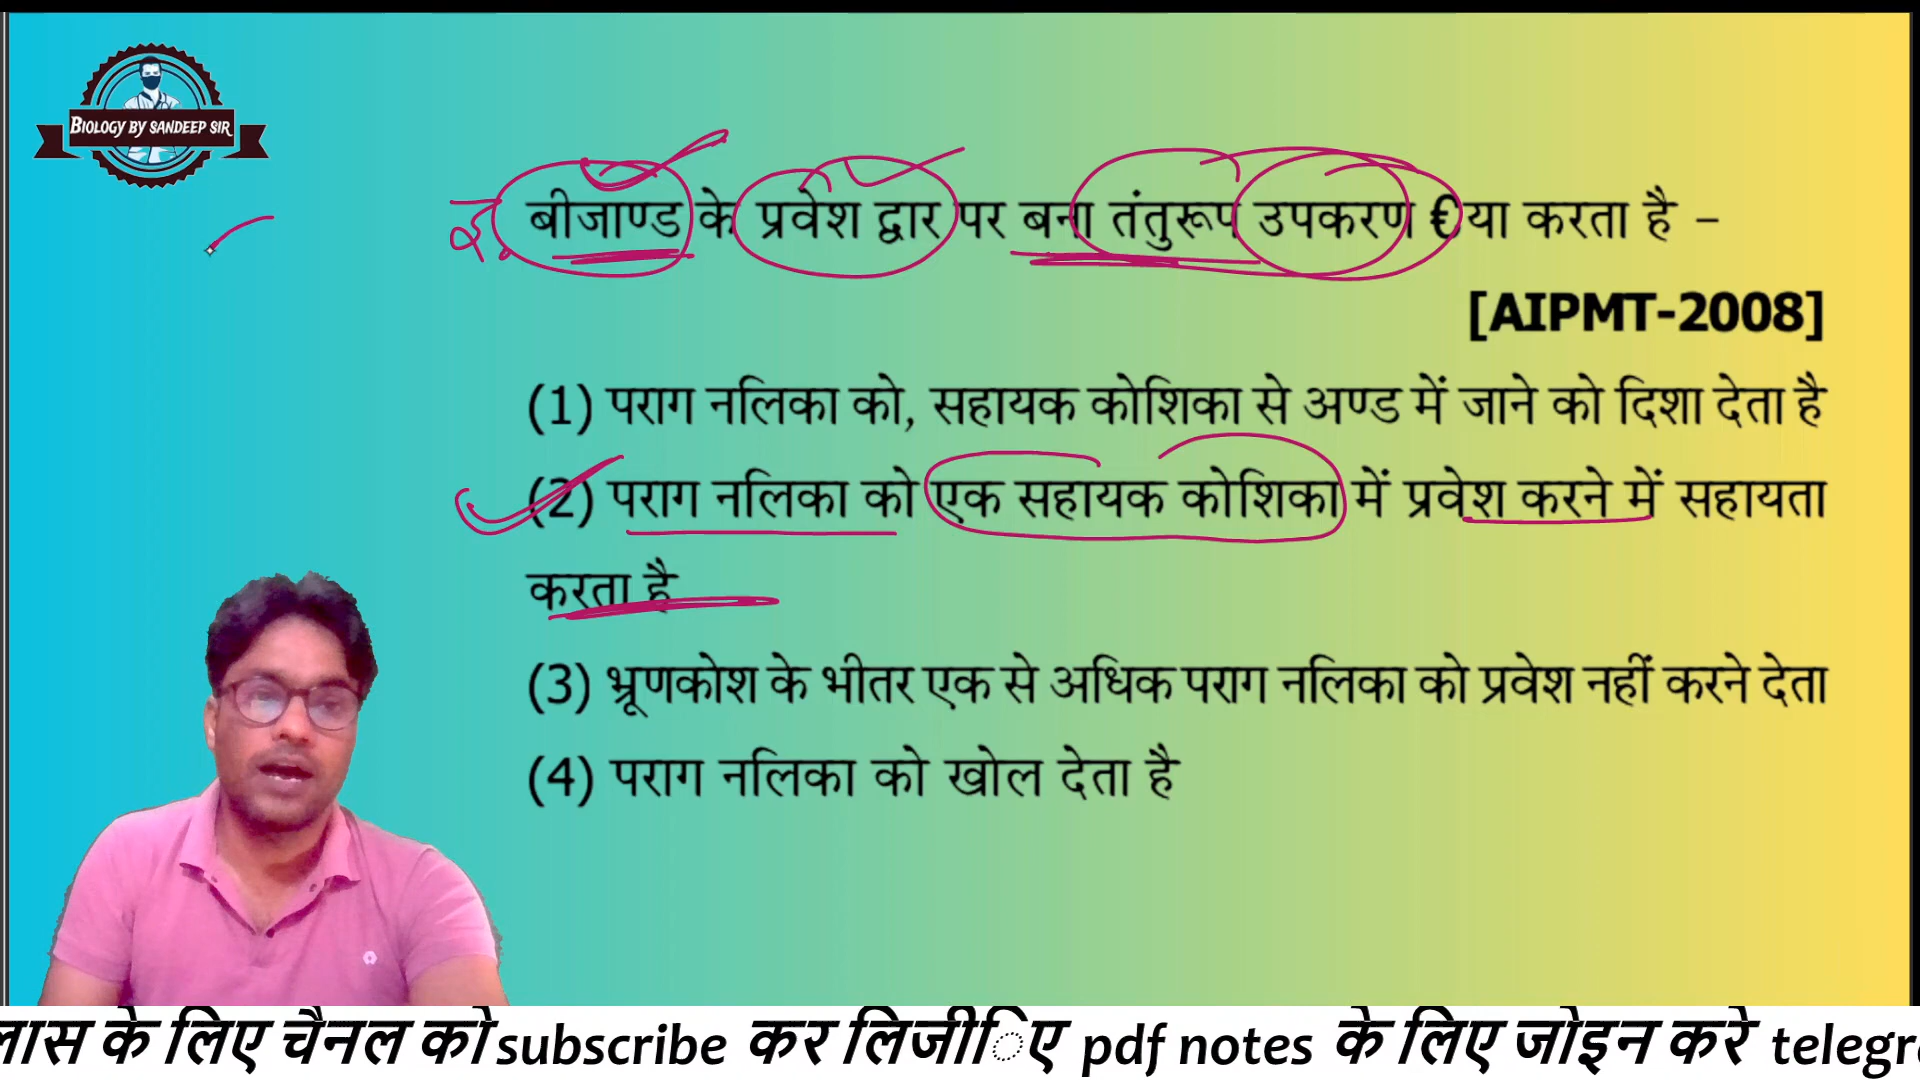 BIOLOGY BY SANDEEP SIR
बीजाण्ड के प्रवेश द्वार पर बना तंतुरूप उपकरण €या करता है –
[AIPMT-2008]
(1) पराग नलिका को, सहायक कोशिका से अण्ड में जाने को दिशा देता है
(2) पराग नलिका को एक सहायक कोशिका में प्रवेश करने में सहायता
करता है
(3) भ्रूणकोश के भीतर एक से अधिक पराग नलिका को प्रवेश नहीं करने देता
(4) पराग नलिका को खोल देता है
लास के लिए चैनल को subscribe कर लिजीिए pdf notes के लिए जोइन करे telegr